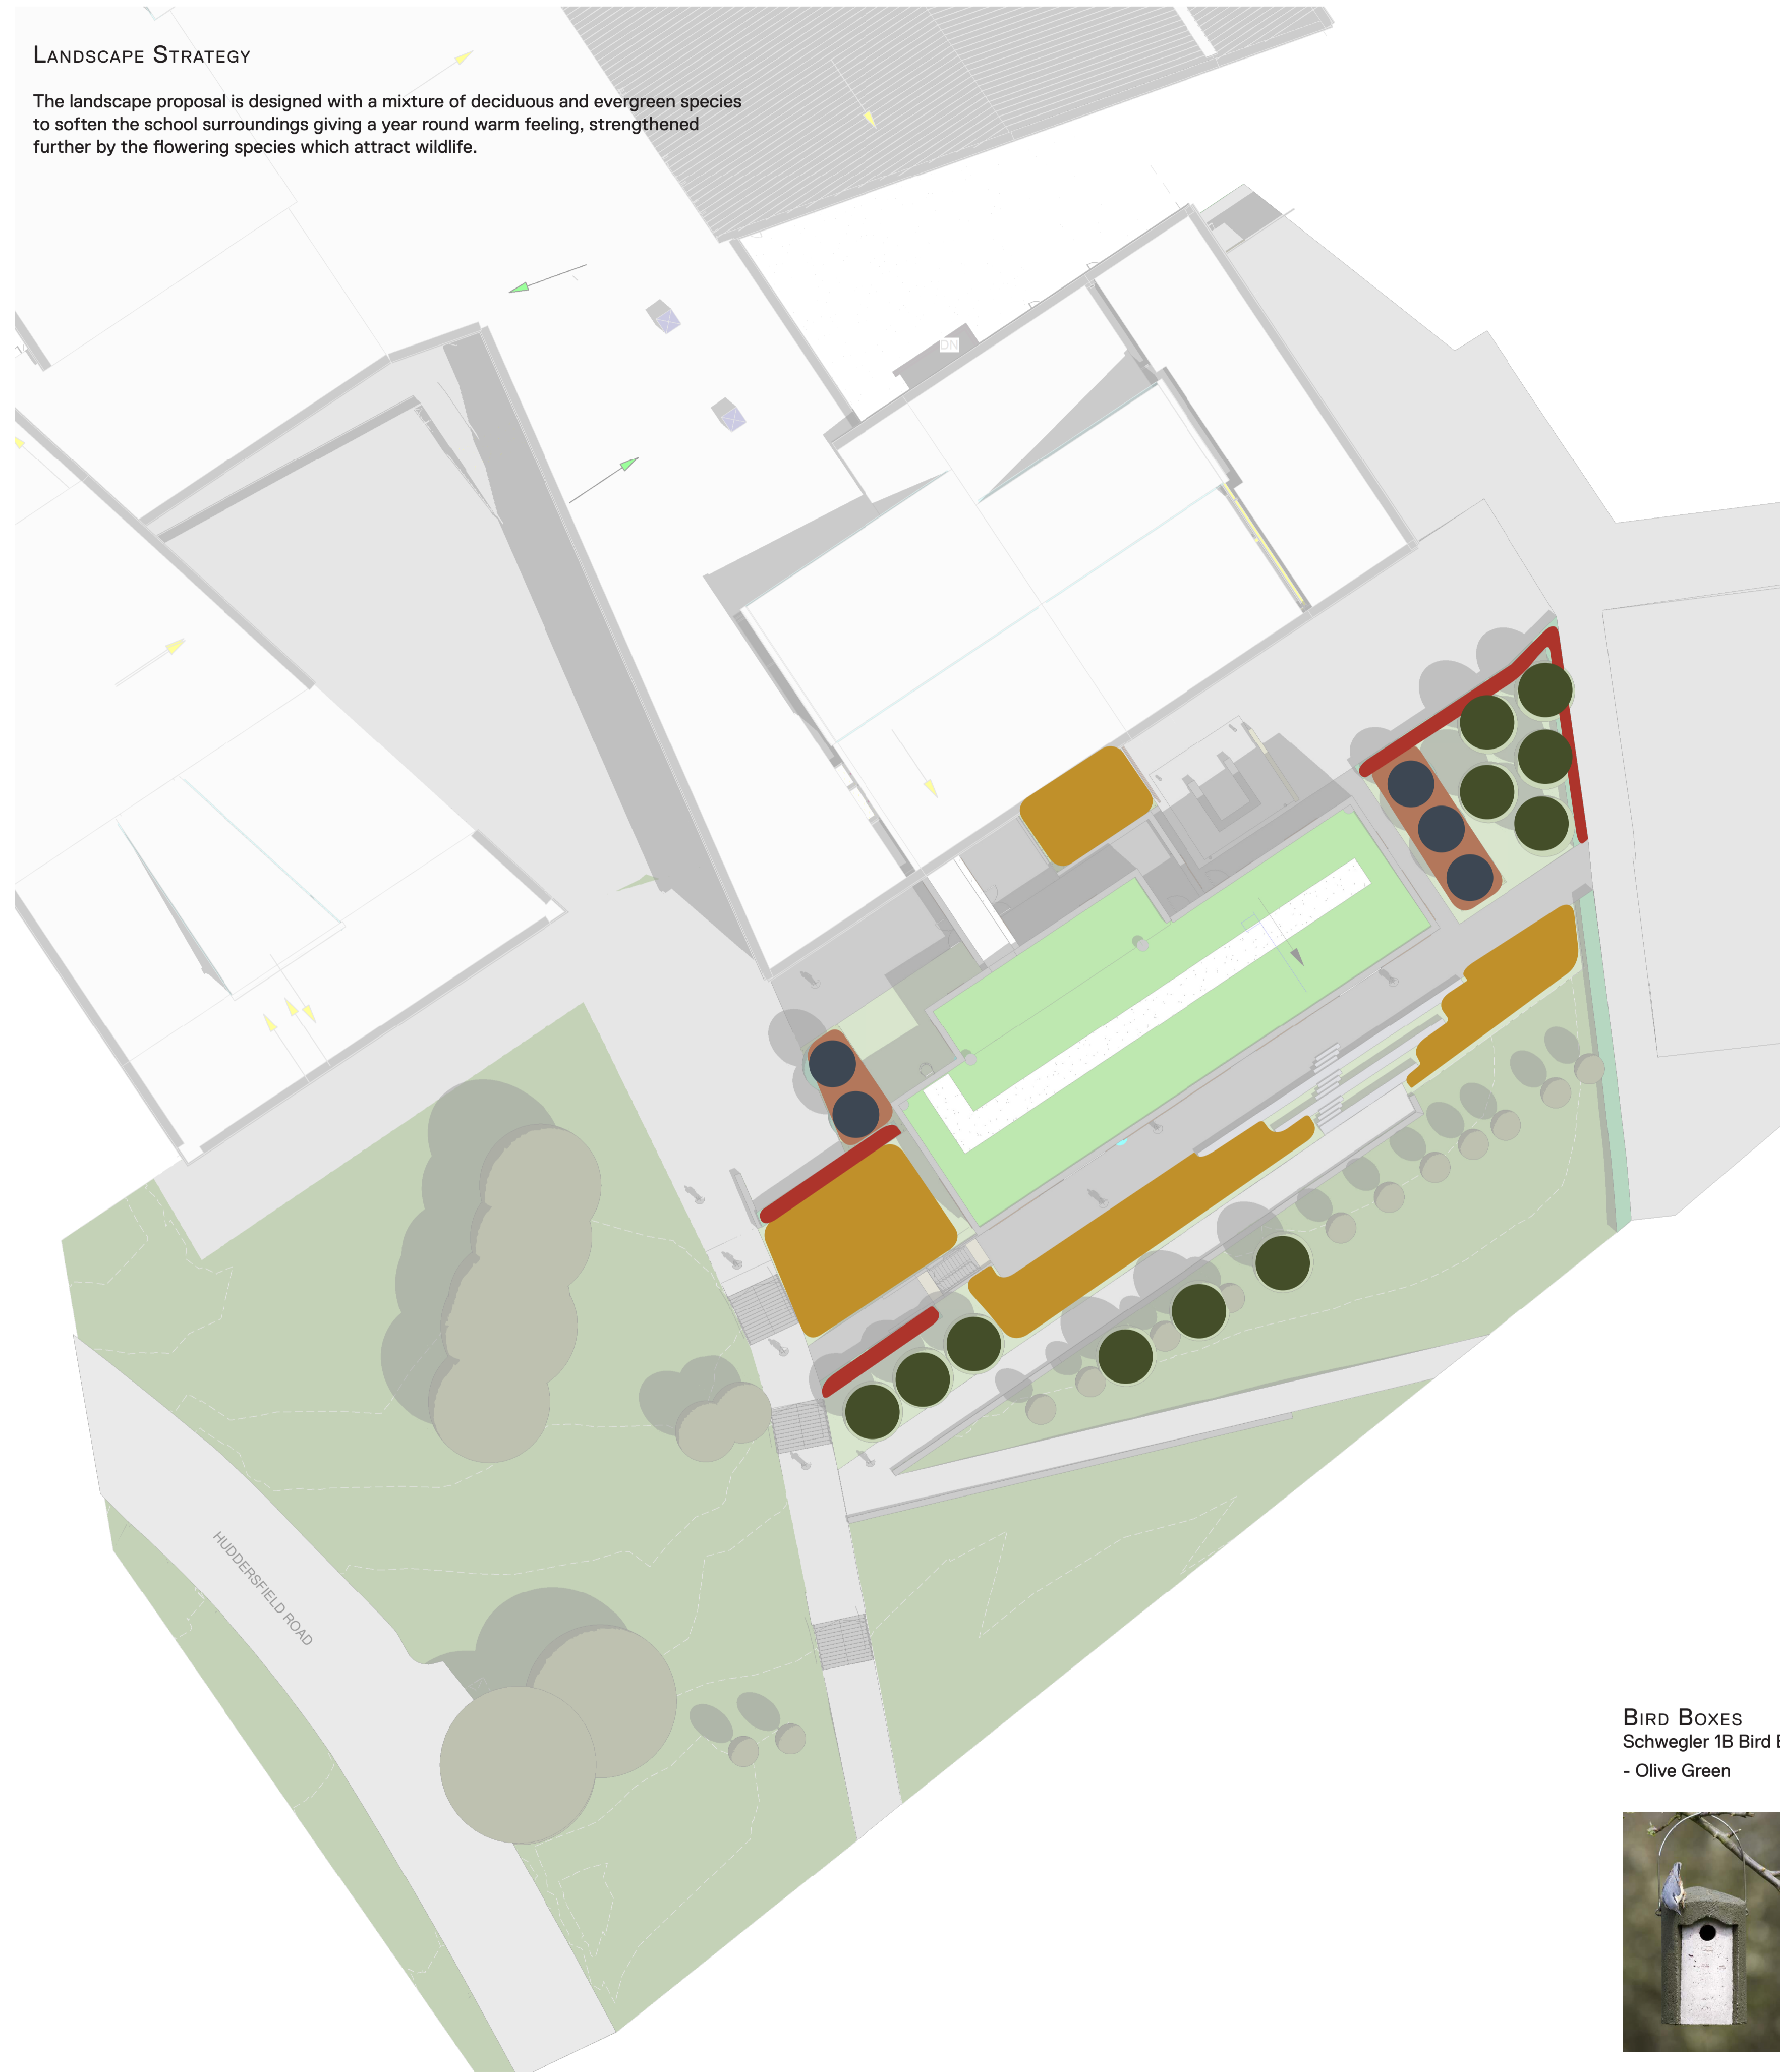 Landscape Strategy
The landscape proposal is designed with a mixture of deciduous and evergreen species
to soften the school surroundings giving a year round warm feeling, strengthened
further by the flowering species which attract wildlife.
DN
HUDDERSFIELD ROAD
Bird Boxes
Schwegler 1B Bird
- Olive Green